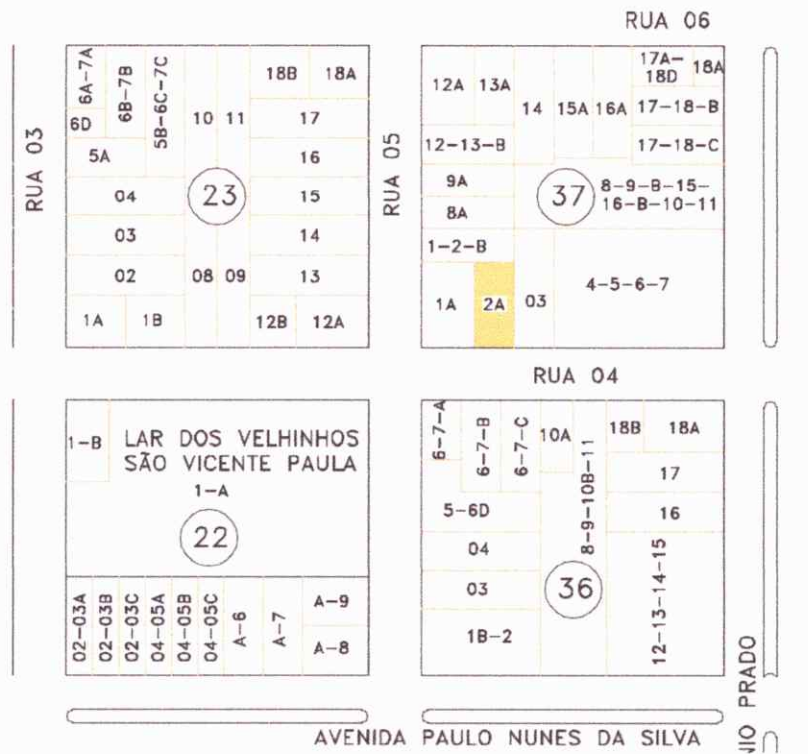 RUA 06
RUA 03
6A-7A
6B-7B
5B-6C-7C
6D
5A
10
11
18B
18A
17
16
04
23
15
03
14
02
08
09
13
1A
1B
12B
12A
RUA 05
12A
13A
14
15A
16A
17A-
18D
18A
17-18-B
12-13-B
17-18-C
9A
8A
37
8-9-B-15-
16-B-10-11
1-2-B
1A
2A
03
4-5-6-7
RUA 04
1-B
LAR DOS VELHINHOS
SÃO VICENTE PAULA
1-A
22
02-03A
02-03B
02-03C
04-05A
04-05B
04-05C
A-6
A-7
A-9
A-8
6-7-A
6-7-B
6-7-C
10A
8-9-10B-11
18B
18A
17
5-6D
16
04
03
36
12-13-14-15
1B-2
AVENIDA PAULO NUNES DA SILVA
NIO PRADO